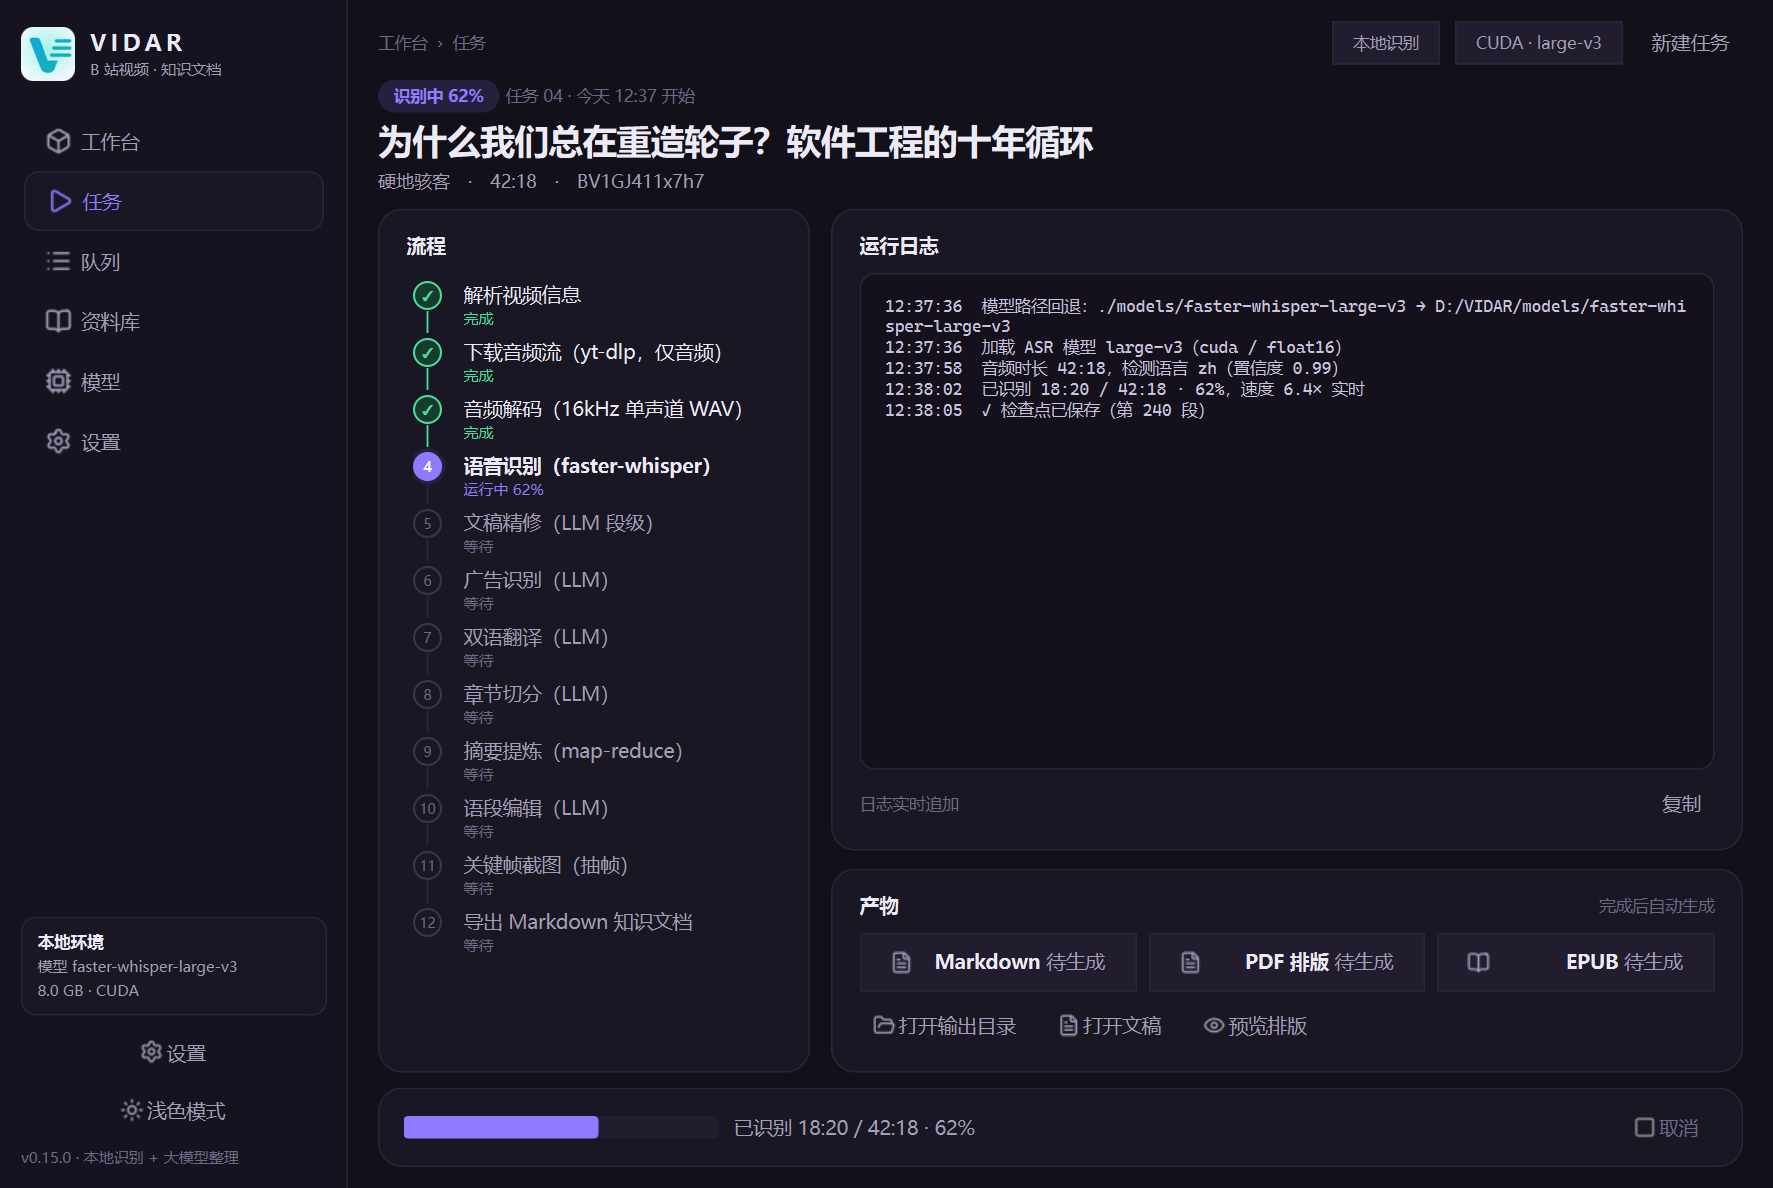 VIDAR
B 站视频 · 知识文档
工作台
任务
队列
资料库
模型
设置
本地环境
模型 faster-whisper-large-v3
8.0 GB · CUDA
设置
浅色模式
v0.15.0 · 本地识别 + 大模型整理
工作台 › 任务
本地识别
CUDA · large-v3
新建任务
识别中 62% 任务 04 · 今天 12:37 开始
为什么我们总在重造轮子？软件工程的十年循环
硬地骇客 · 42:18 · BV1GJ411x7h7
流程
✓ 解析视频信息
完成
✓ 下载音频流（yt-dlp，仅音频）
完成
✓ 音频解码（16kHz 单声道 WAV）
完成
4 语音识别（faster-whisper）
运行中 62%
5 文稿精修（LLM 段级）
等待
6 广告识别（LLM）
等待
7 双语翻译（LLM）
等待
8 章节切分（LLM）
等待
9 摘要提炼（map-reduce）
等待
10 语段编辑（LLM）
等待
11 关键帧截图（抽帧）
等待
12 导出 Markdown 知识文档
等待
运行日志
12:37:36 模型路径回退：./models/faster-whisper-large-v3 → D:/VIDAR/models/faster-whi
sper-large-v3
12:37:36 加载 ASR 模型 large-v3（cuda / float16）
12:37:58 音频时长 42:18，检测语言 zh（置信度 0.99）
12:38:02 已识别 18:20 / 42:18 · 62%，速度 6.4× 实时
12:38:05 √ 检查点已保存（第 240 段）
日志实时追加
复制
产物
完成后自动生成
Markdown 待生成
PDF 排版 待生成
EPUB 待生成
打开输出目录
打开文稿
预览排版
已识别 18:20 / 42:18 · 62%
取消